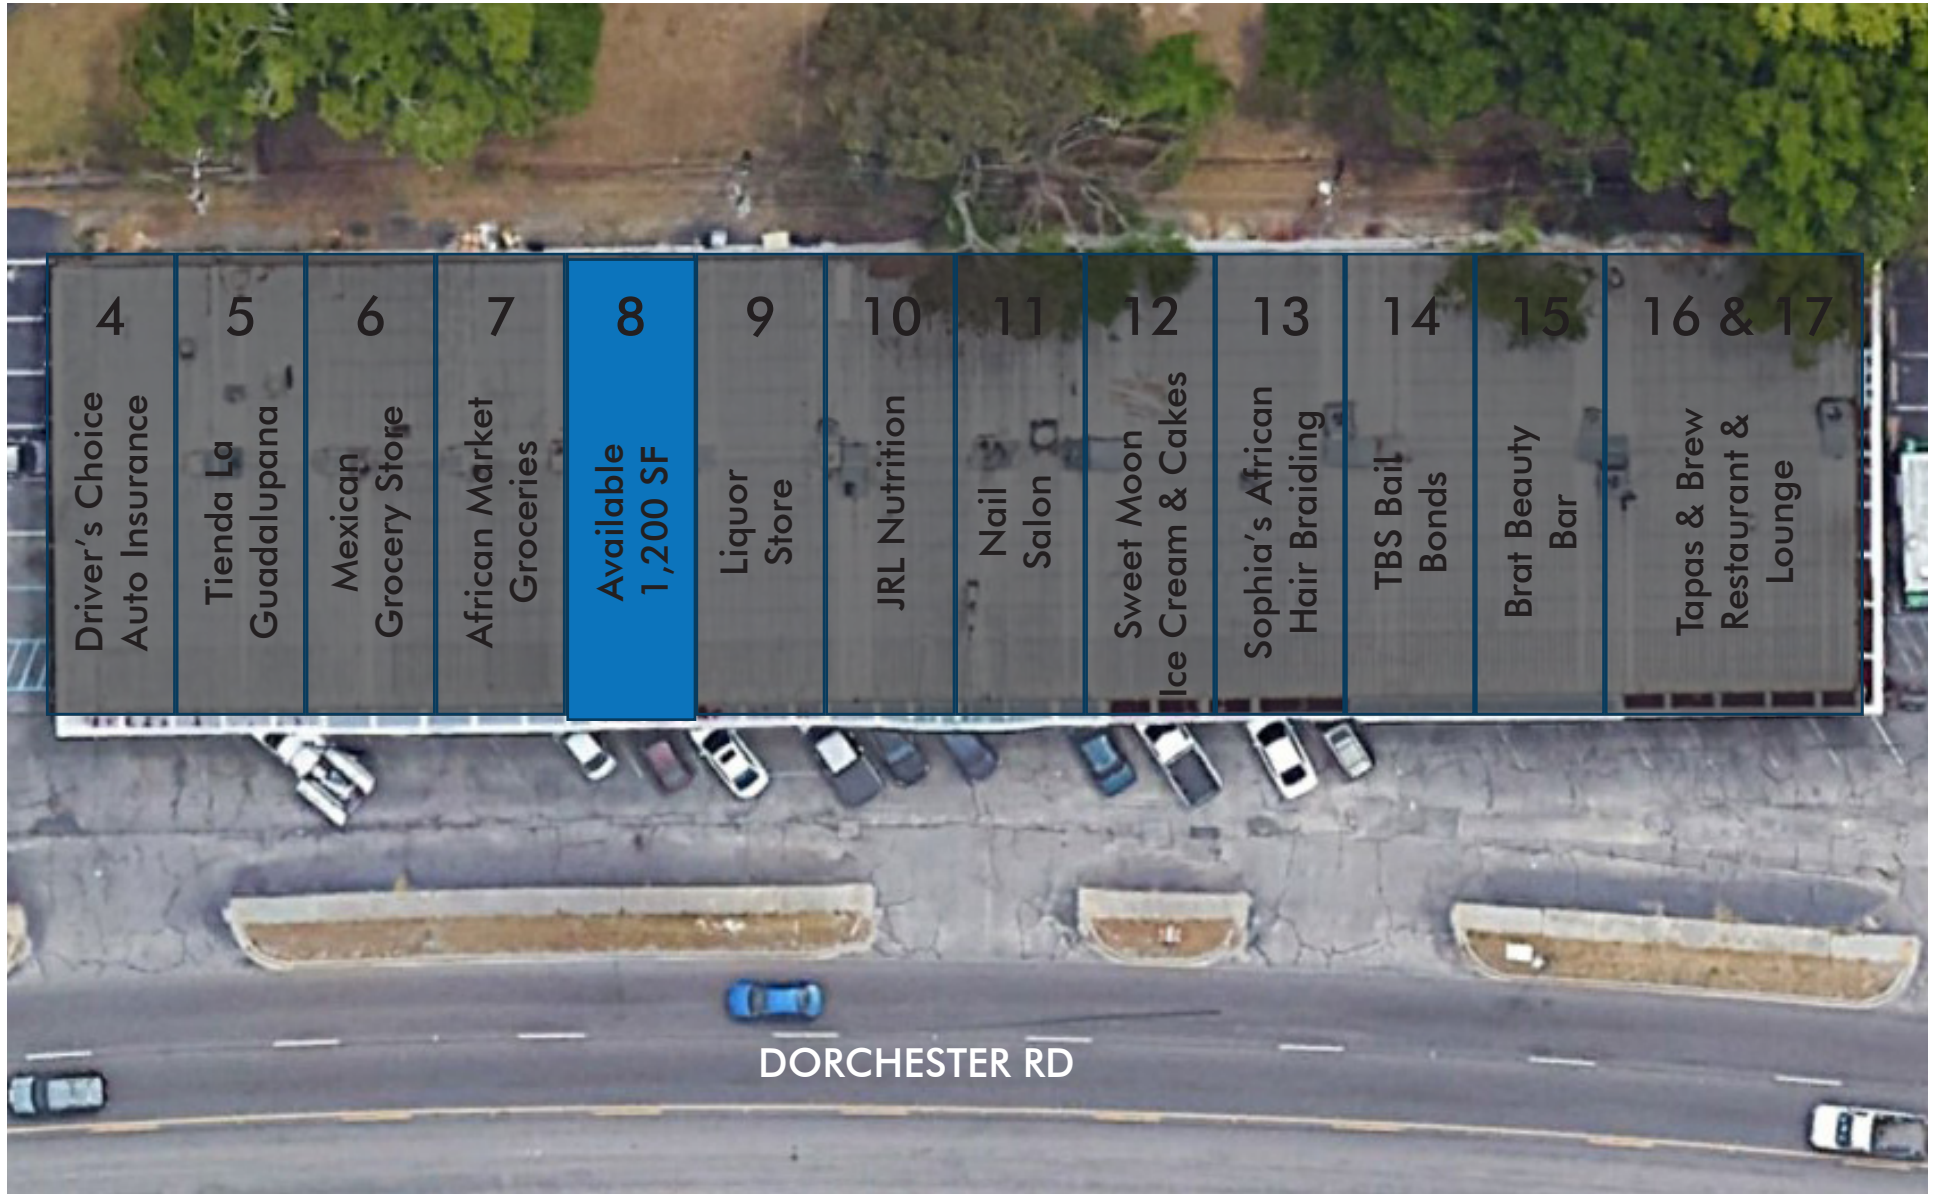 4
Driver's Choice
Auto Insurance
5
Tienda La
Guadalupana
6
Mexican
Grocery Store
7
African Market
Groceries
8
Available
1,200 SF
9
Liquor
Store
10
JRL Nutrition
11
Nail
Salon
12
Sweet Moon
Ice Cream & Cakes
13
Sophia's African
Hair Braiding
14
TBS Bail
Bonds
15
Brat Beauty
Bar
16 & 17
Tapas & Brew
Restaurant &
Lounge
DORCHESTER RD